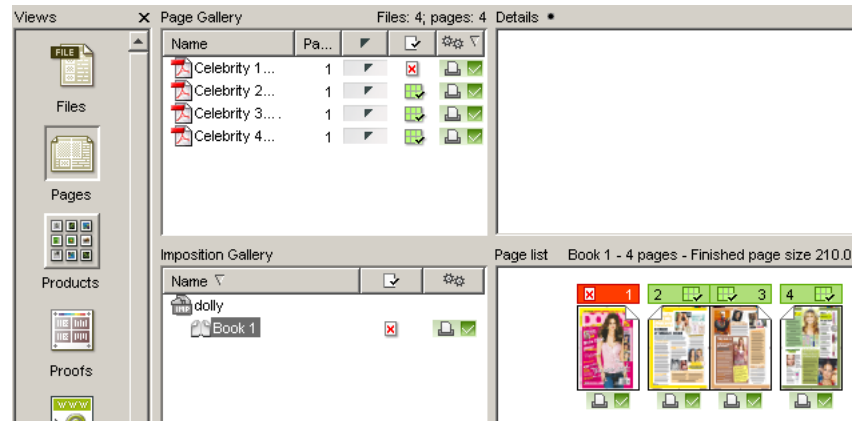 Views
Page Gallery Files: 4; pages: 4
Details
Name Pa...
FILE
Celebrity 1... 1
Files
Celebrity 2... 1
Celebrity 3... . 1
Celebrity 4... 1
Pages
Imposition Gallery
Page list Book 1 - 4 pages - Finished page size 210.0
Name
Products
1 2 3 4
IMP dolly
Book 1
Proofs
WWW